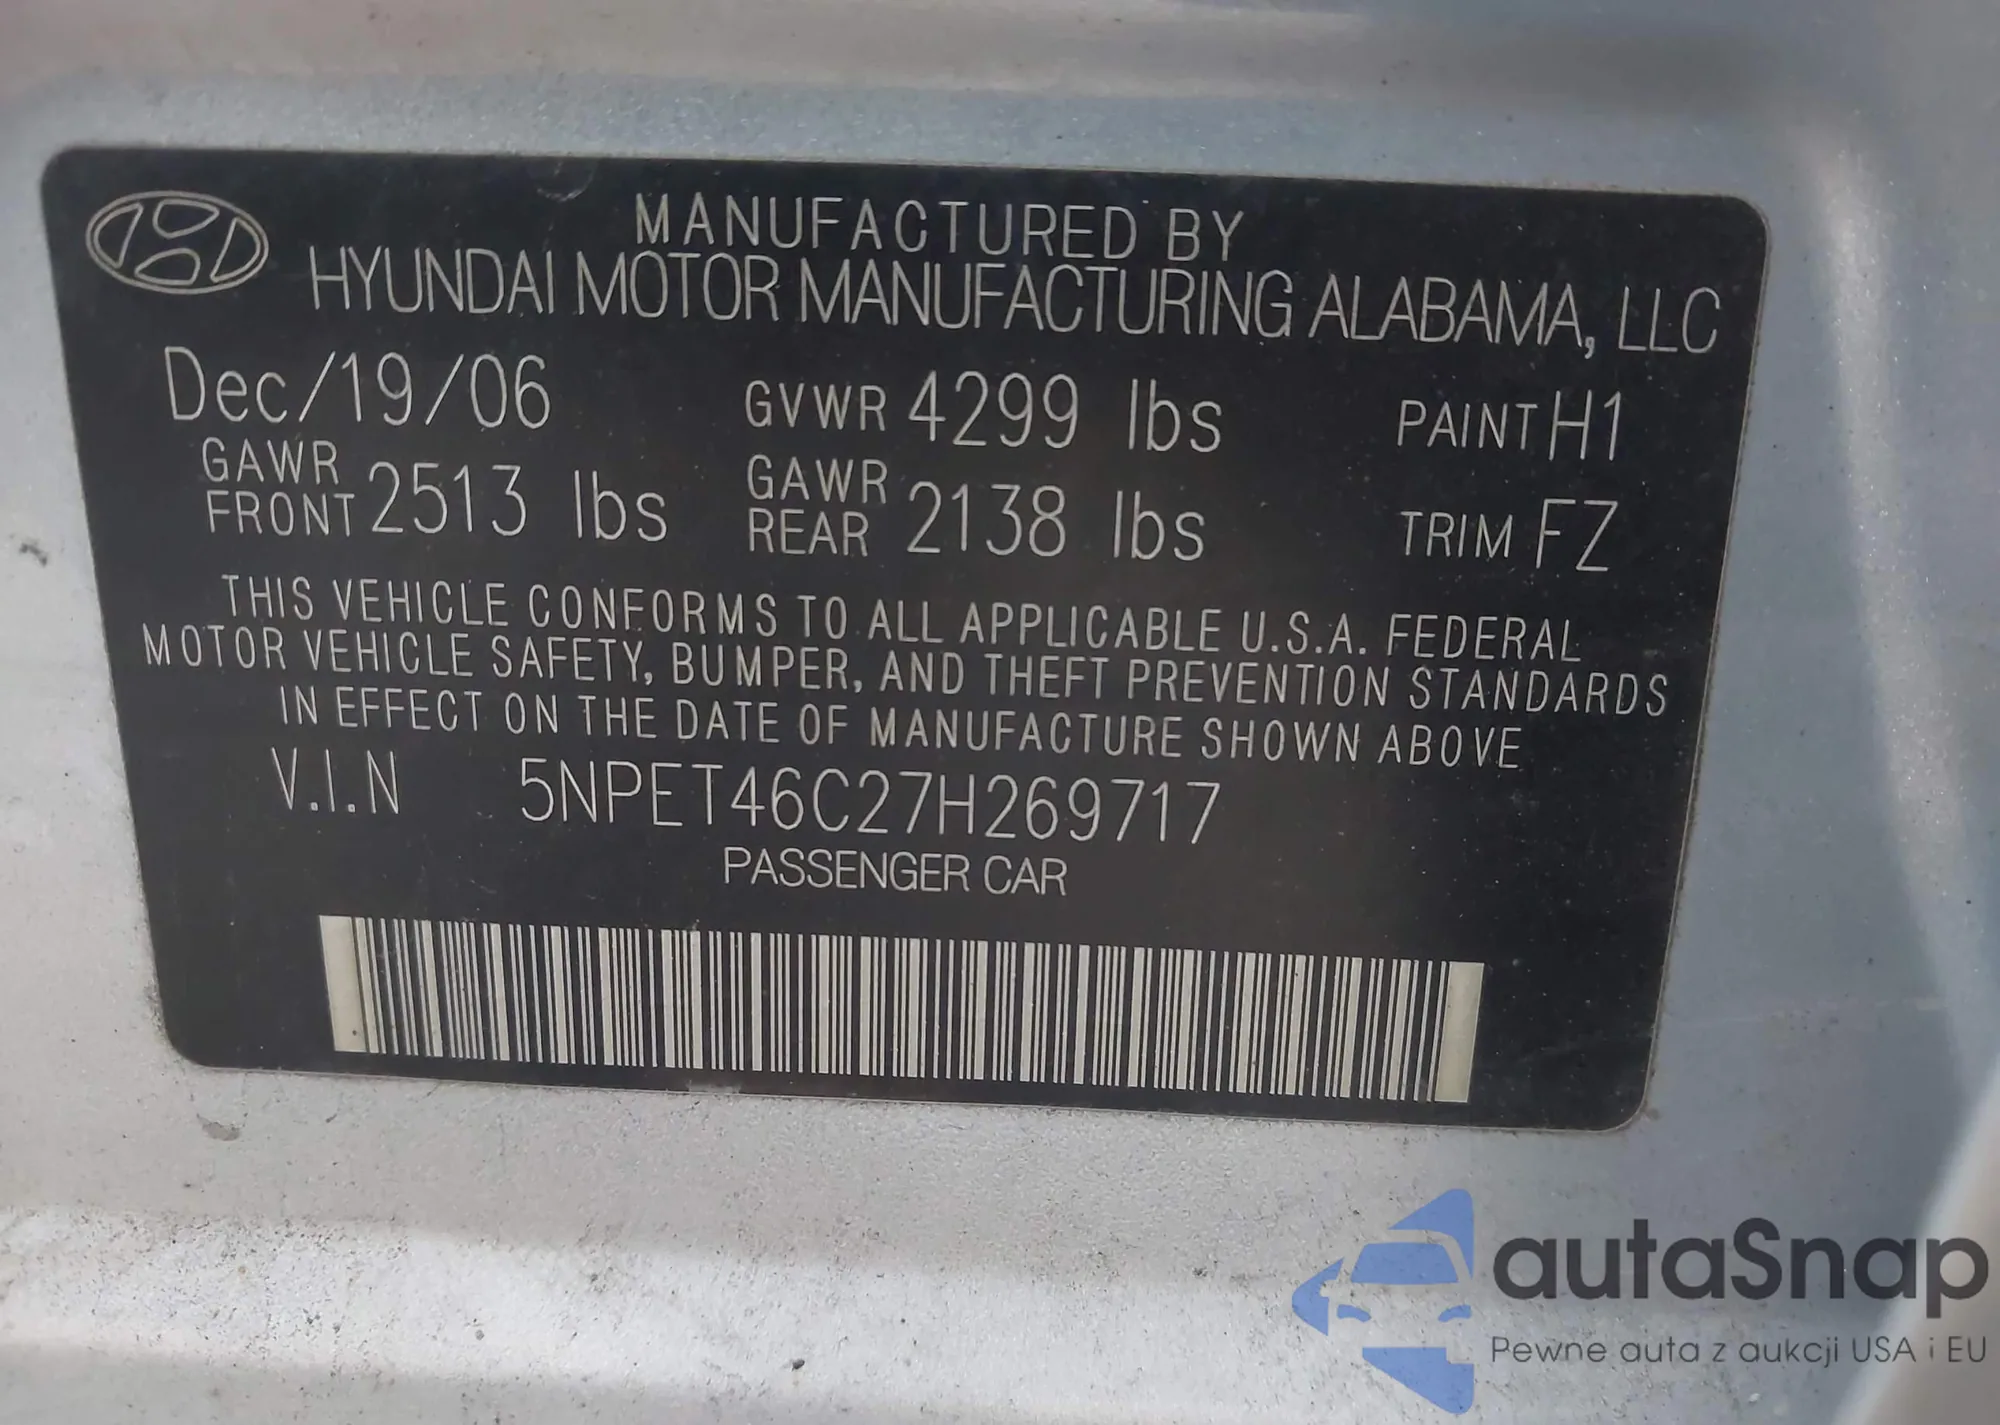 MANUFACTURED BY
HYUNDAI MOTOR MANUFACTURING ALABAMA, LLC
Dec/19/06 GVWR 4299 lbs PAINT H1
GAWR FRONT 2513 lbs GAWR REAR 2138 lbs TRIM FZ
THIS VEHICLE CONFORMS TO ALL APPLICABLE U.S.A. FEDERAL
MOTOR VEHICLE SAFETY, BUMPER, AND THEFT PREVENTION STANDARDS
IN EFFECT ON THE DATE OF MANUFACTURE SHOWN ABOVE
V.I.N 5NPET46C27H269717
PASSENGER CAR
autaSnap
Pewne auta z aukcji USA i EU